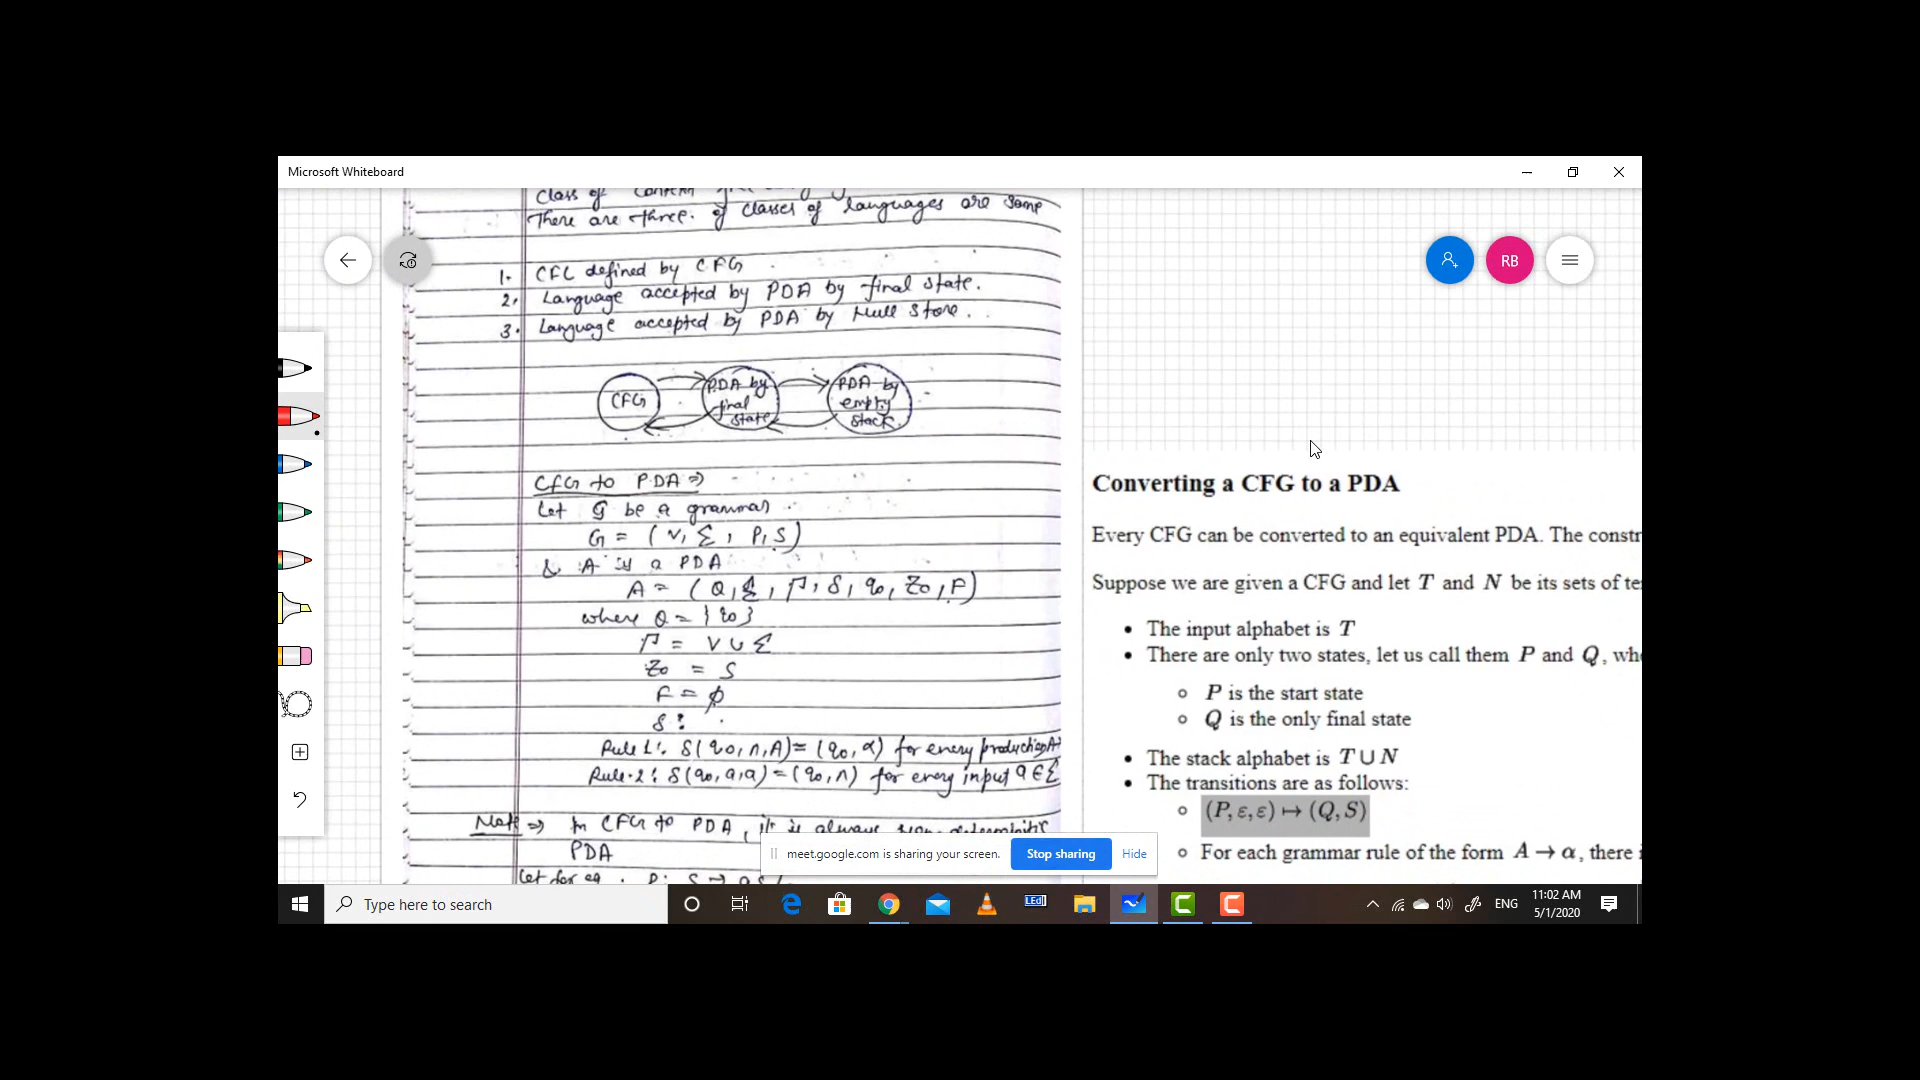 Microsoft Whiteboard
class of
There are three. of classes of languages are same
1. CFL defined by CFG
2. Language accepted by PDA by final state.
3. Language accepted by PDA by Null store.
CFG
PDA by
final
state
PDA by
empty
stack
CFG to PDA ⇒
Let G be a grammar
G = (V, Σ, P, S)
& A is a PDA
A = (Q, Σ, Γ, δ, q0, Z0, F)
where Q = {q0}
Γ = V ∪ Σ
Z0 = S
F = φ
δ:
Rule 1: δ(q0, ∧, A) = (q0, α) for every production A
Rule-2: δ(q0, a, a) = (q0, ∧) for every input a ∈ Σ
Note ⇒ In CFG to PDA, it is always non-deterministic
PDA
Let for eg. P: S →
RB
Converting a CFG to a PDA
Every CFG can be converted to an equivalent PDA. The constr
Suppose we are given a CFG and let T and N be its sets of te
• The input alphabet is T
• There are only two states, let us call them P and Q, whe
P is the start state
Q is the only final state
• The stack alphabet is T ∪ N
• The transitions are as follows:
(P, ε, ε) ↦ (Q, S)
For each grammar rule of the form A → α, there i
meet.google.com is sharing your screen.
Stop sharing
Hide
Type here to search
LEd
ENG
11:02 AM
5/1/2020